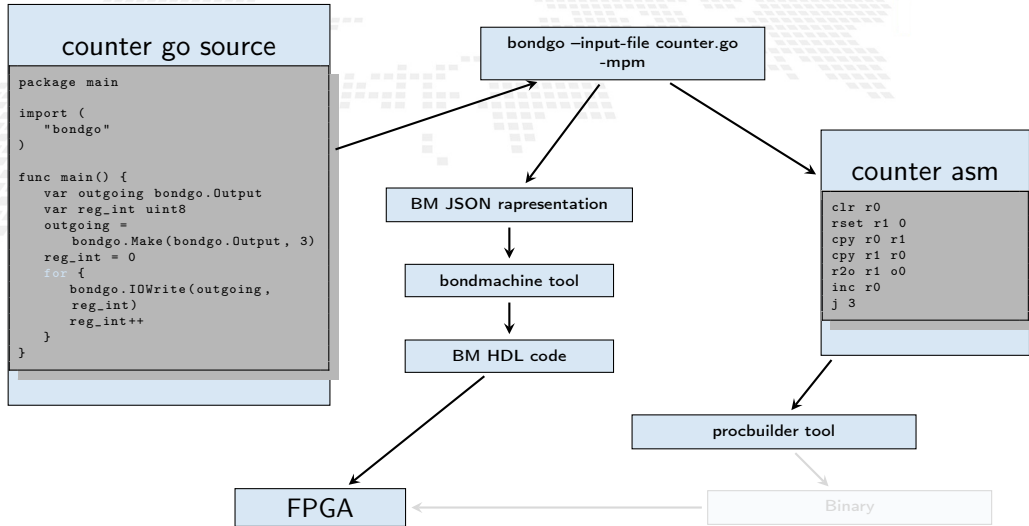 counter go source
package main
import (
"bondgo"
)
func main() {
var outgoing bondgo.Output
var reg_int uint8
outgoing =
bondgo.Make(bondgo.Output, 3)
reg_int = 0
for {
bondgo.IOWrite(outgoing,
reg_int)
reg_int++
}
}
bondgo –input-file counter.go
-mpm
BM JSON rapresentation
bondmachine tool
BM HDL code
FPGA
counter asm
clr r0
rset r1 0
cpy r0 r1
cpy r1 r0
r2o r1 o0
inc r0
j 3
procbuilder tool
Binary